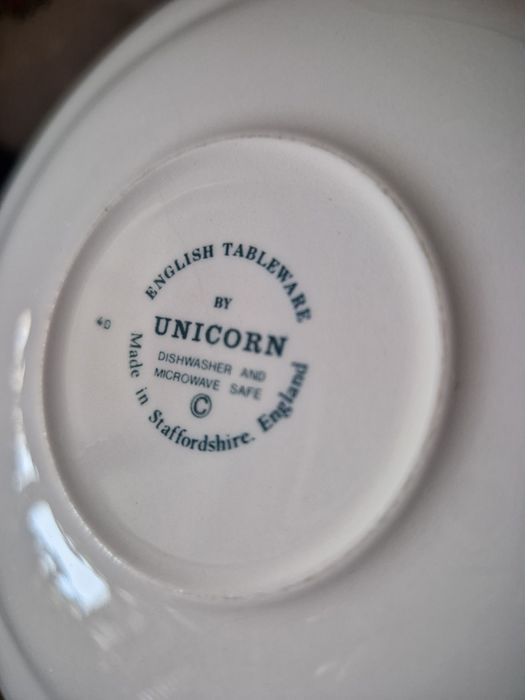 ENGLISH TABLEWARE
BY
UNICORN
DISHWASHER AND
MICROWAVE SAFE
©
Made in Staffordshire. England
40